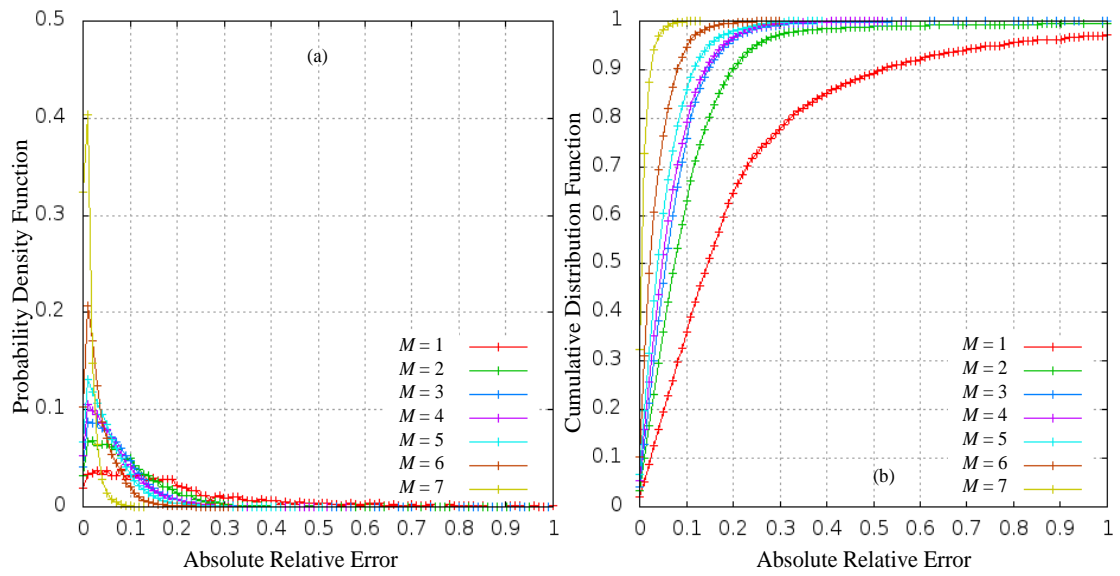 0.5
0.4
0.3
0.2
0.1
0
Probability Density Function
(a)
M = 1
M = 2
M = 3
M = 4
M = 5
M = 6
M = 7
0 0.1 0.2 0.3 0.4 0.5 0.6 0.7 0.8 0.9 1
Absolute Relative Error
1
0.9
0.8
0.7
0.6
0.5
0.4
0.3
0.2
0.1
0
Cumulative Distribution Function
M = 1
M = 2
M = 3
M = 4
M = 5
M = 6
M = 7
(b)
0 0.1 0.2 0.3 0.4 0.5 0.6 0.7 0.8 0.9 1
Absolute Relative Error